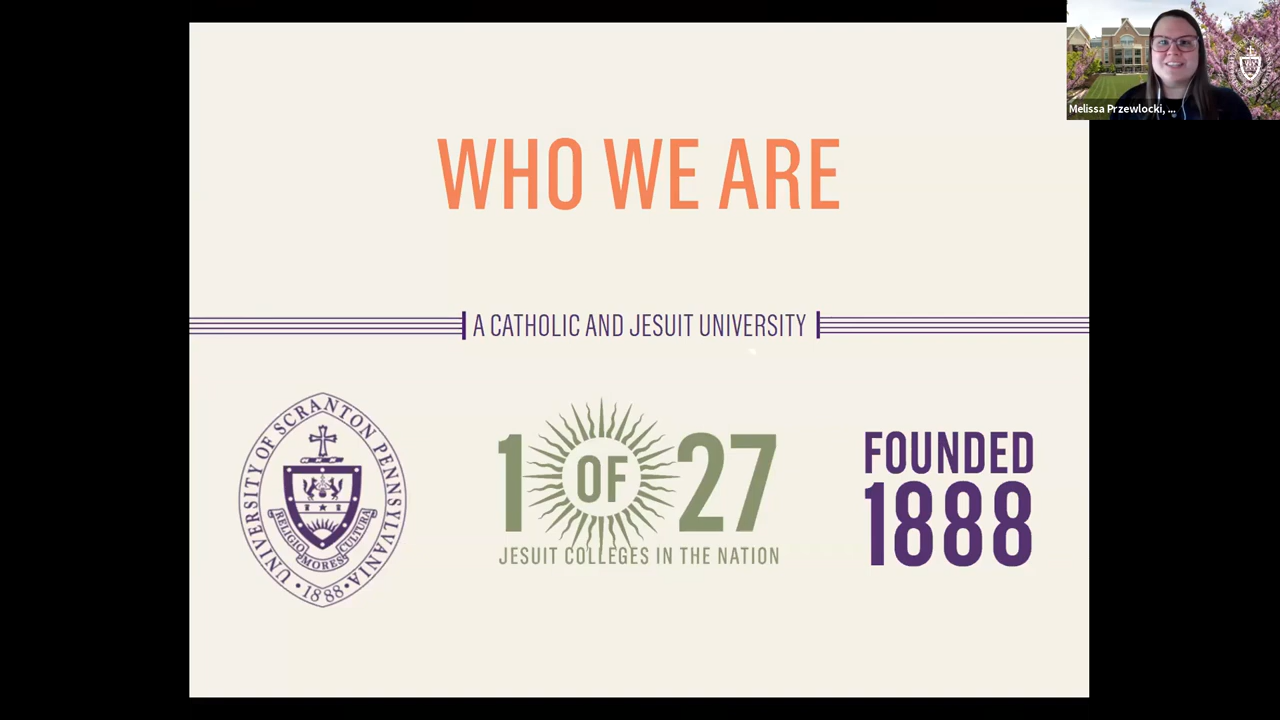 Melissa Przewlocki, ...
WHO WE ARE
A CATHOLIC AND JESUIT UNIVERSITY
UNIVERSITY OF SCRANTON PENNSYLVANIA
RELIGIO MORES CULTURA
·1888·
1 OF 27
JESUIT COLLEGES IN THE NATION
FOUNDED
1888